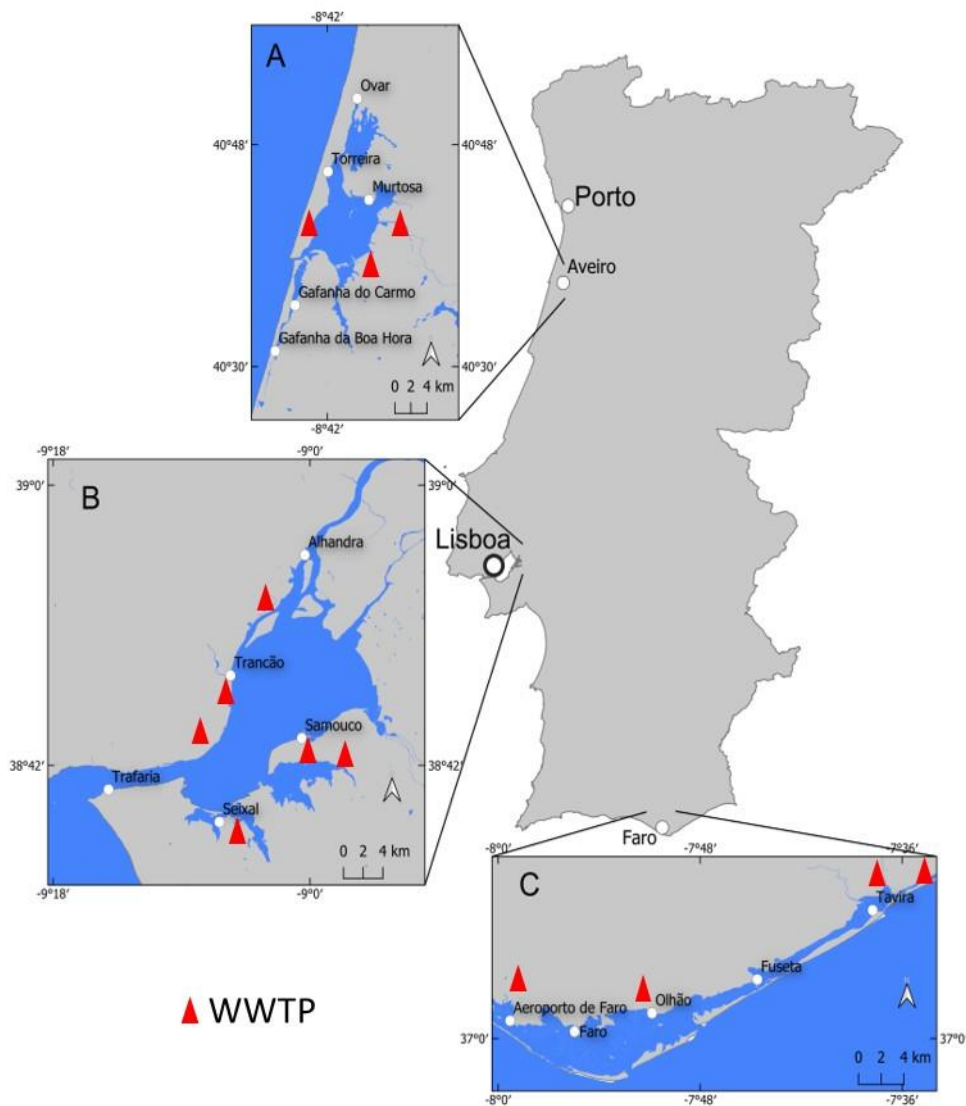 -8°42′
A
Ovar
40°48′
40°48′
Torreira
Murtosa
Gafanha do Carmo
Gafanha da Boa Hora
40°30′
40°30′
0 2 4 km
-8°42′
Porto
Aveiro
Lisboa
Faro
-9°18′
-9°0′
39°0′
39°0′
B
Alhandra
Trancão
Samouco
38°42′
38°42′
Trafaria
Seixal
0 2 4 km
-9°18′
-9°0′
WWTP
-8°0′
-7°48′
-7°36′
C
Tavira
Fuseta
Aeroporto de Faro
Olhão
Faro
37°0′
37°0′
0 2 4 km
-8°0′
-7°48′
-7°36′